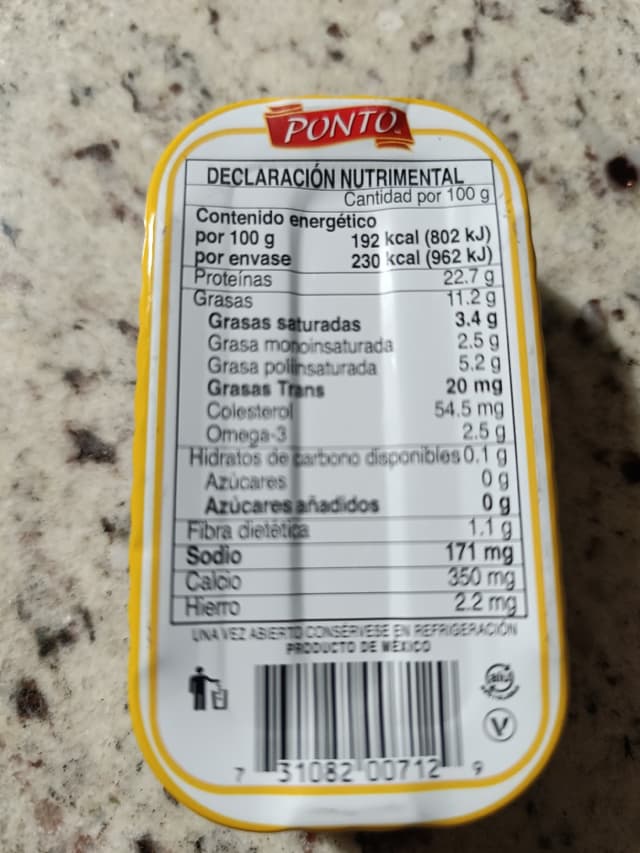 PONTO
DECLARACIÓN NUTRIMENTAL
Cantidad por 100 g
Contenido energético
por 100 g 192 kcal (802 kJ)
por envase 230 kcal (962 kJ)
Proteínas 22.7 g
Grasas 11.2 g
Grasas saturadas 3.4 g
Grasa monoinsaturada 2.5 g
Grasa poliinsaturada 5.2 g
Grasas Trans 20 mg
Colesterol 54.5 mg
Omega-3 2.5 g
Hidratos de carbono disponibles 0.1 g
Azúcares 0 g
Azúcares añadidos 0 g
Fibra dietética 1.1 g
Sodio 171 mg
Calcio 350 mg
Hierro 2.2 mg
UNA VEZ ABIERTO CONSÉRVESE EN REFRIGERACIÓN
PRODUCTO DE MÉXICO
alu
V
7 31082 00712 9